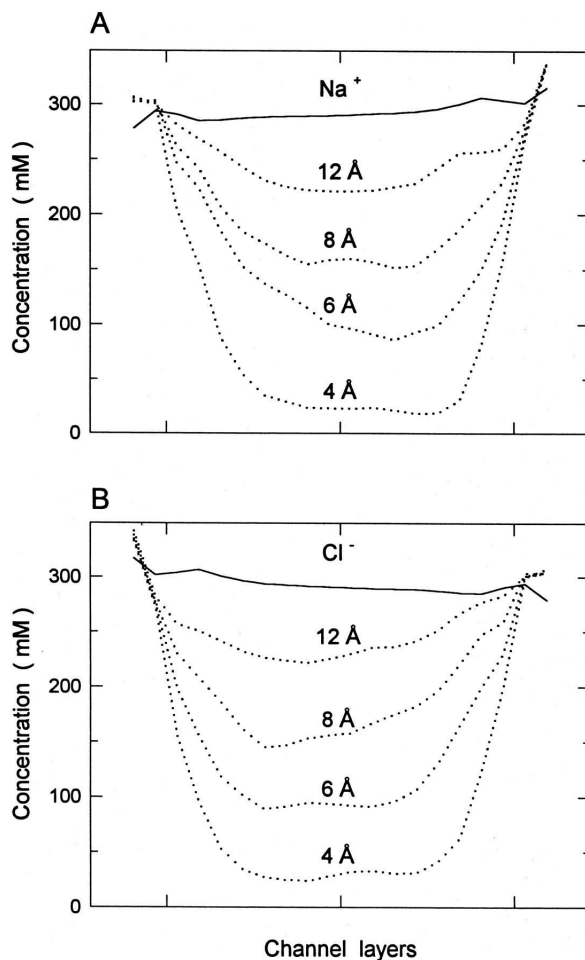 A
Concentration ( mM )
300
200
100
0
Na⁺
12 Å
8 Å
6 Å
4 Å
B
Concentration ( mM )
300
200
100
0
Cl⁻
12 Å
8 Å
6 Å
4 Å
Channel layers